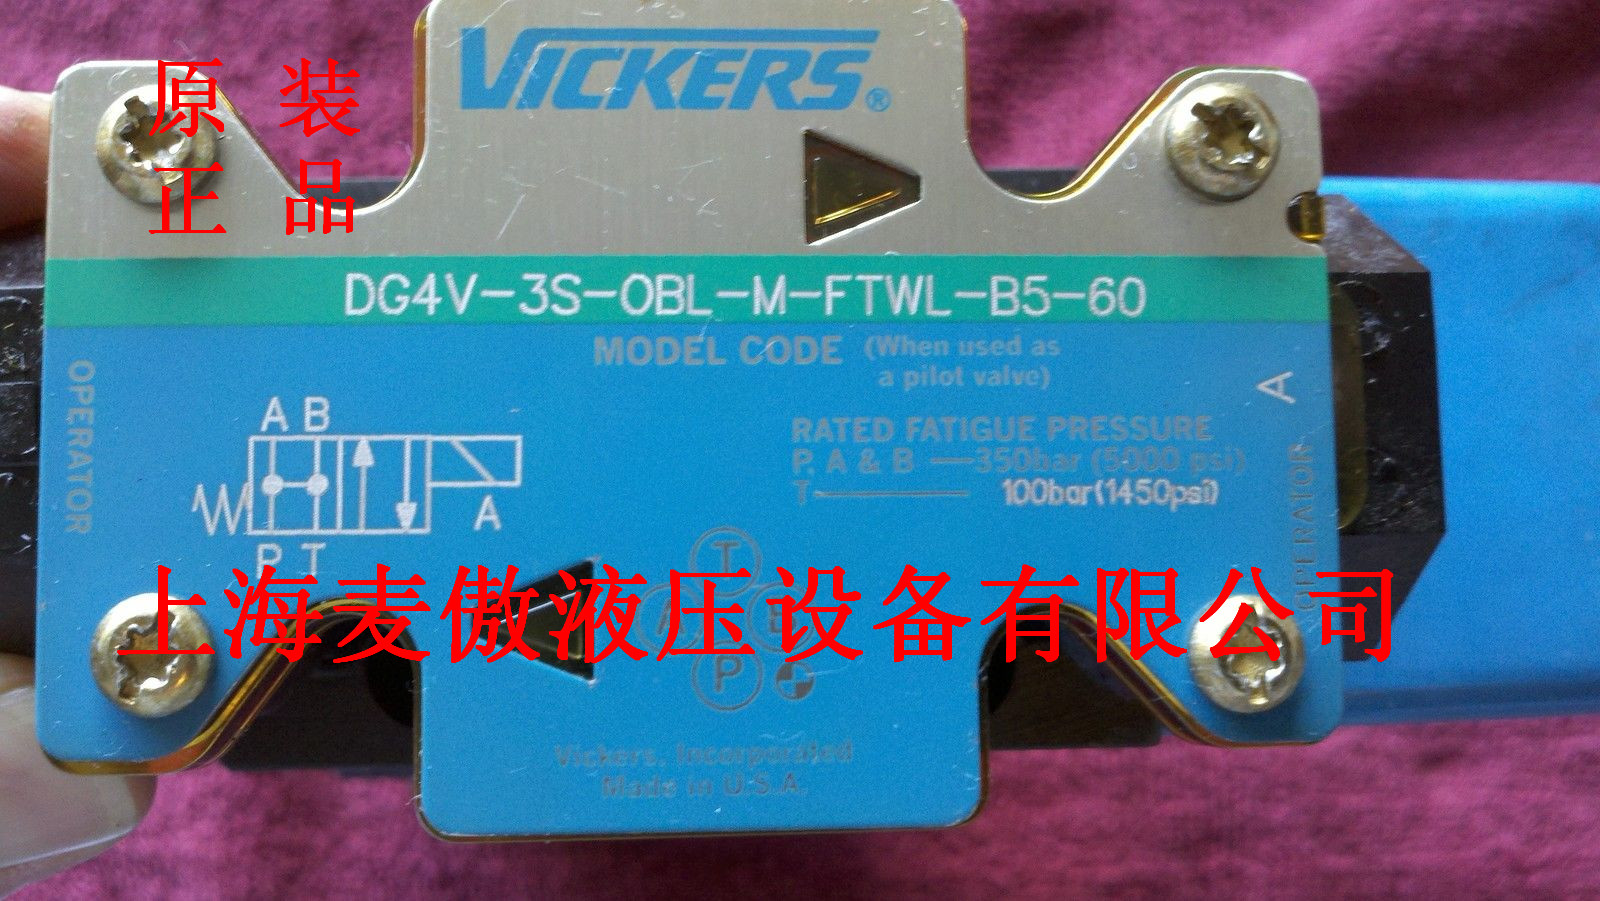 VICKERS®
原 装
正 品
DG4V-3S-OBL-M-FTWL-B5-60
MODEL CODE (When used as
a pilot valve)
OPERATOR
A
OPERATOR
A B
A
P T
RATED FATIGUE PRESSURE
P, A & B —350bar (5000 psi)
T— 100bar(1450psi)
上海麦傲液压设备有限公司
T
P
Vickers, Incorporated
Made in U.S.A.